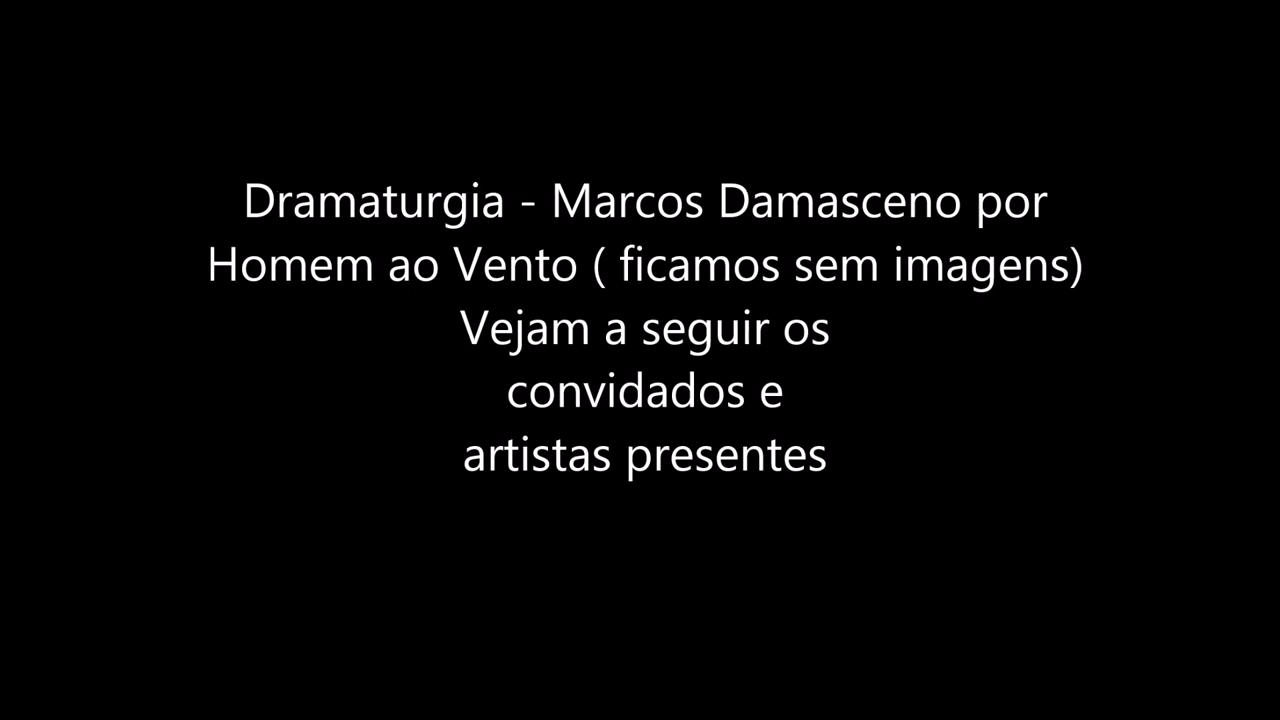 Dramaturgia - Marcos Damasceno por
Homem ao Vento ( ficamos sem imagens)
Vejam a seguir os
convidados e
artistas presentes